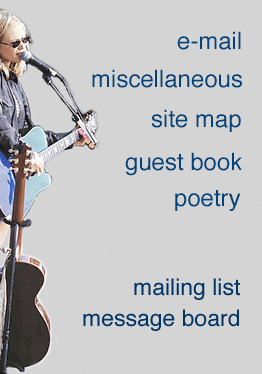 e-mail
miscellaneous
site map
guest book
poetry
mailing list
message board